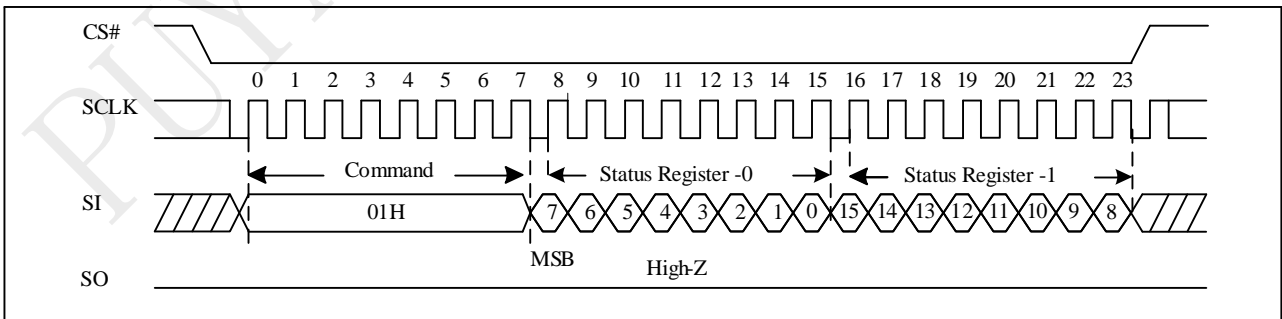 PUY
CS#
0 1 2 3 4 5 6 7 8 9 10 11 12 13 14 15 16 17 18 19 20 21 22 23
SCLK
Command Status Register -0 Status Register -1
SI 01H 7 6 5 4 3 2 1 0 15 14 13 12 11 10 9 8
MSB High-Z
SO